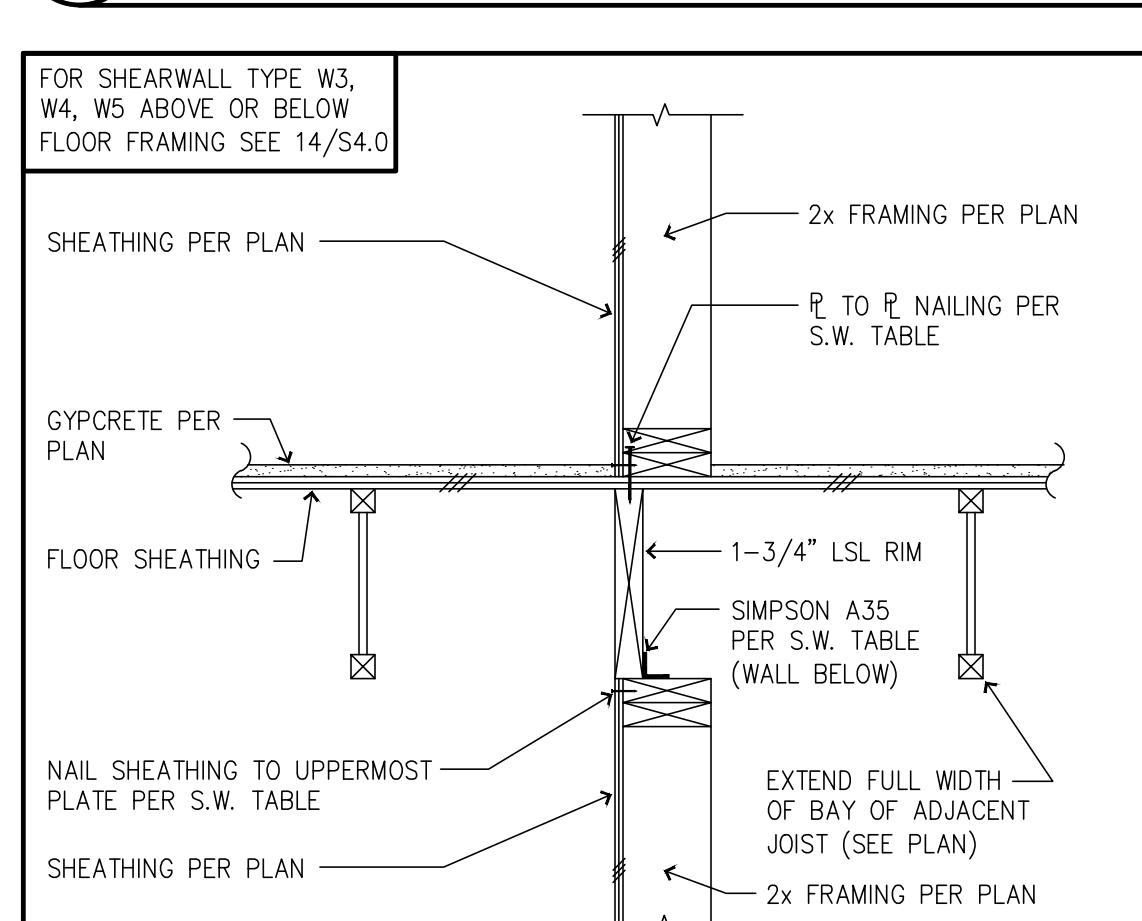 FOR SHEARWALL TYPE W3,
W4, W5 ABOVE OR BELOW
FLOOR FRAMING SEE 14/S4.0
2x FRAMING PER PLAN
SHEATHING PER PLAN
℄ TO ℄ NAILING PER
S.W. TABLE
GYPCRETE PER
PLAN
FLOOR SHEATHING
1-3/4" LSL RIM
SIMPSON A35
PER S.W. TABLE
(WALL BELOW)
NAIL SHEATHING TO UPPERMOST
PLATE PER S.W. TABLE
EXTEND FULL WIDTH
OF BAY OF ADJACENT
JOIST (SEE PLAN)
SHEATHING PER PLAN
2x FRAMING PER PLAN